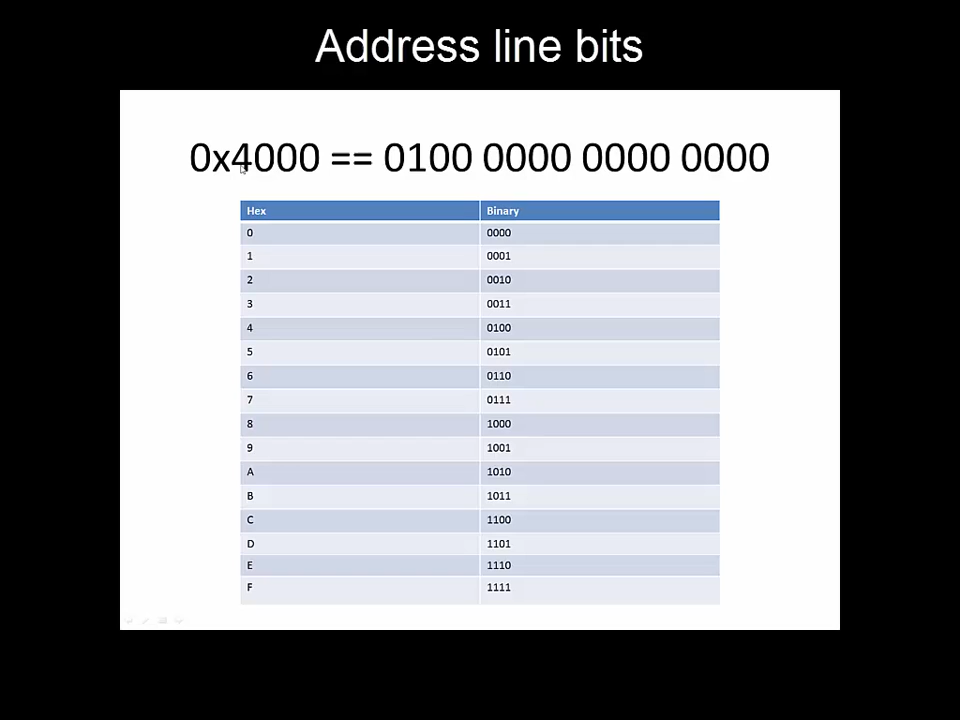 Address line bits
0x4000 == 0100 0000 0000 0000
Hex Binary
0 0000
1 0001
2 0010
3 0011
4 0100
5 0101
6 0110
7 0111
8 1000
9 1001
A 1010
B 1011
C 1100
D 1101
E 1110
F 1111